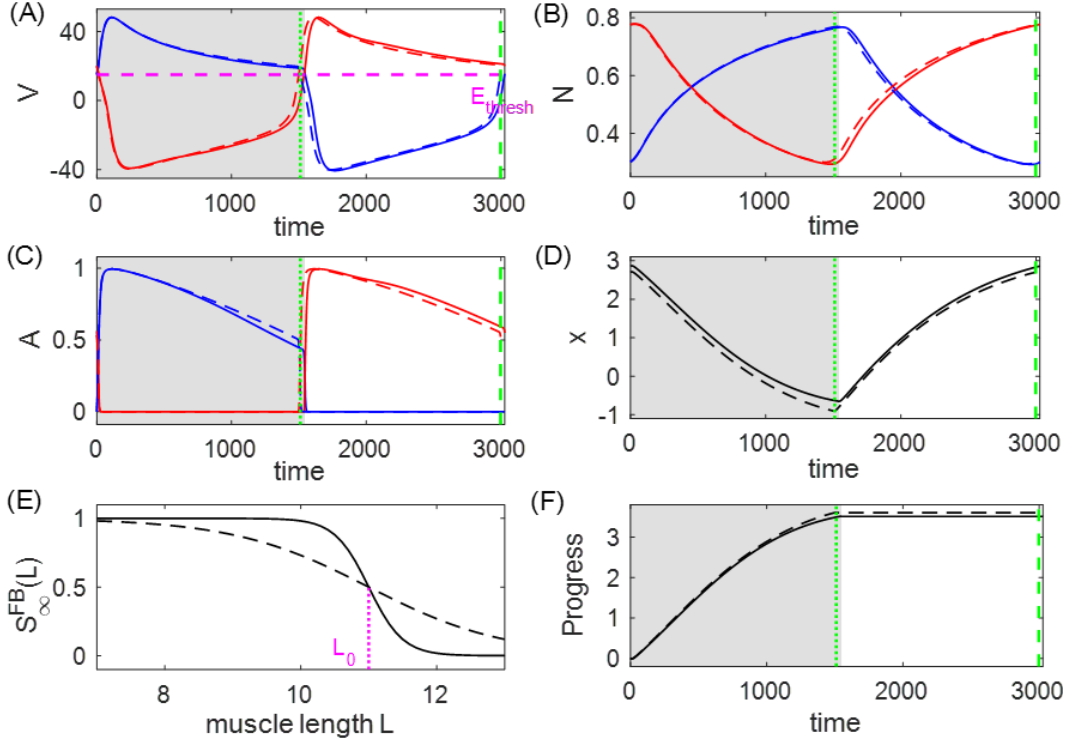 (A)
40
0
-40
V
E_thresh
0
1000
2000
3000
time
(B)
0.8
0.6
0.4
N
0
1000
2000
3000
time
(C)
1
0.5
0
A
0
1000
2000
3000
time
(D)
3
2
1
0
-1
x
0
1000
2000
3000
time
(E)
1
0.5
0
S∞^FB(L)
L_0
8
10
12
muscle length L
(F)
3
2
1
0
Progress
0
1000
2000
3000
time